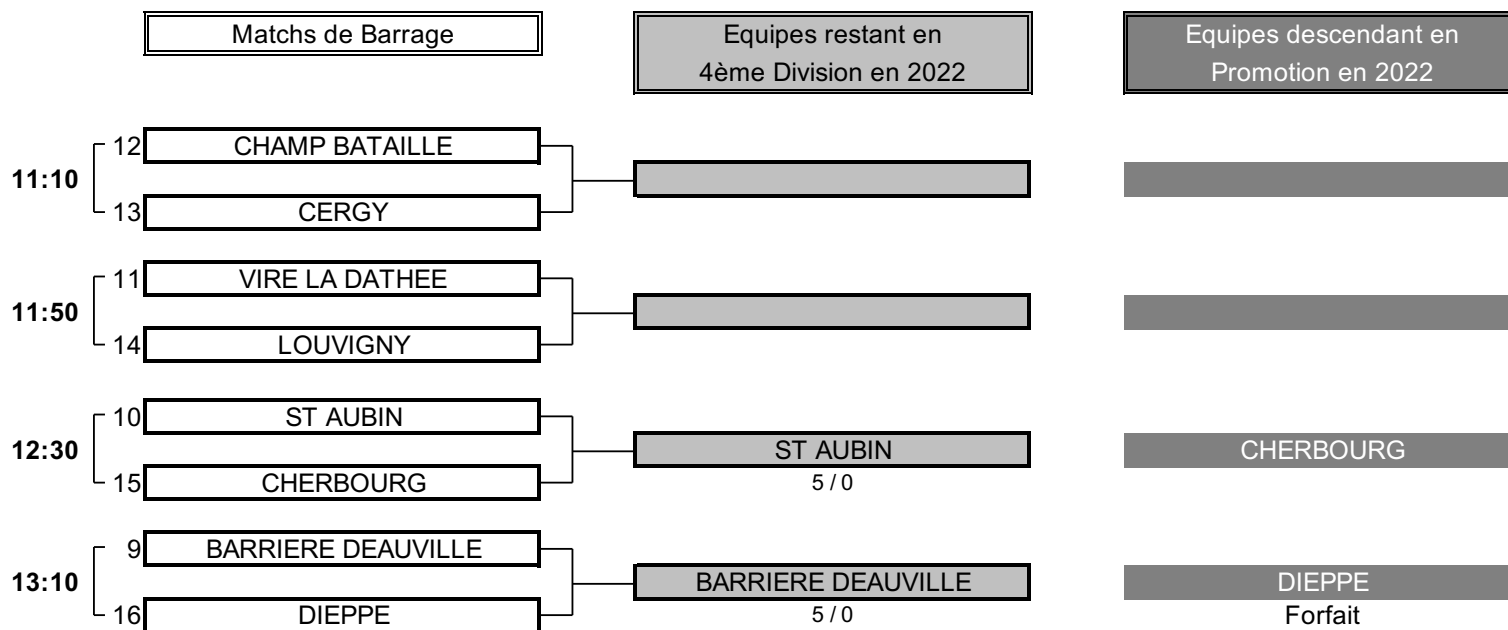 Matchs de Barrage
Equipes restant en
4ème Division en 2022
Equipes descendant en
Promotion en 2022
12 CHAMP BATAILLE
11:10
13 CERGY
11 VIRE LA DATHEE
11:50
14 LOUVIGNY
10 ST AUBIN
12:30 ST AUBIN CHERBOURG
15 CHERBOURG 5 / 0
9 BARRIERE DEAUVILLE
13:10 BARRIERE DEAUVILLE DIEPPE
16 DIEPPE 5 / 0 Forfait